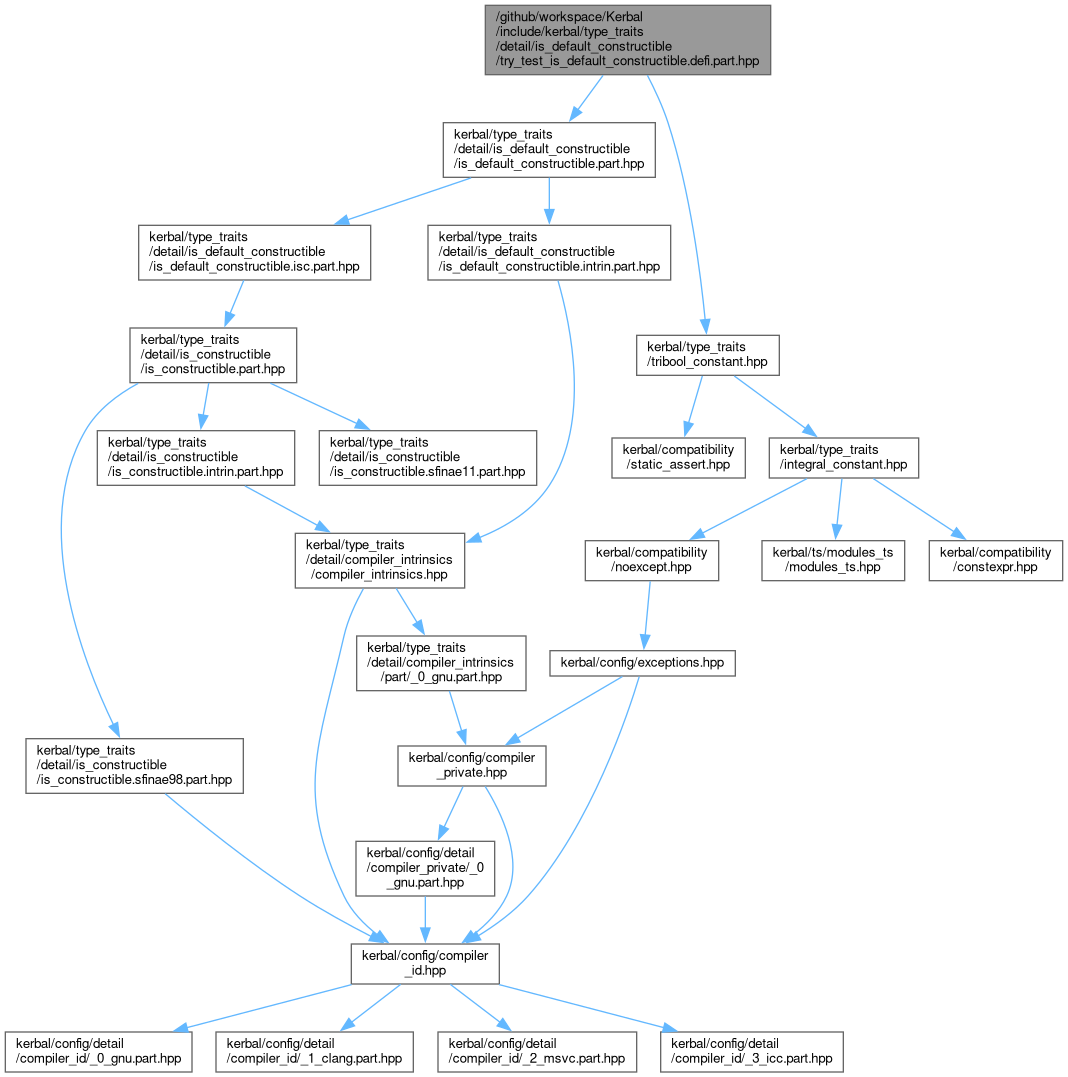 /github/workspace/Kerbal
/include/kerbal/type_traits
/detail/is_default_constructible
/try_test_is_default_constructible.defi.part.hpp
kerbal/type_traits
/detail/is_default_constructible
/is_default_constructible.part.hpp
kerbal/type_traits
/detail/is_default_constructible
/is_default_constructible.isc.part.hpp
kerbal/type_traits
/detail/is_default_constructible
/is_default_constructible.intrin.part.hpp
kerbal/type_traits
/detail/is_constructible
/is_constructible.part.hpp
kerbal/type_traits
/tribool_constant.hpp
kerbal/type_traits
/detail/is_constructible
/is_constructible.intrin.part.hpp
kerbal/type_traits
/detail/is_constructible
/is_constructible.sfinae11.part.hpp
kerbal/compatibility
/static_assert.hpp
kerbal/type_traits
/integral_constant.hpp
kerbal/type_traits
/detail/compiler_intrinsics
/compiler_intrinsics.hpp
kerbal/compatibility
/noexcept.hpp
kerbal/ts/modules_ts
/modules_ts.hpp
kerbal/compatibility
/constexpr.hpp
kerbal/type_traits
/detail/compiler_intrinsics
/part/_0_gnu.part.hpp
kerbal/config/exceptions.hpp
kerbal/type_traits
/detail/is_constructible
/is_constructible.sfinae98.part.hpp
kerbal/config/compiler
_private.hpp
kerbal/config/detail
/compiler_private/_0
_gnu.part.hpp
kerbal/config/compiler
_id.hpp
kerbal/config/detail
/compiler_id/_0_gnu.part.hpp
kerbal/config/detail
/compiler_id/_1_clang.part.hpp
kerbal/config/detail
/compiler_id/_2_msvc.part.hpp
kerbal/config/detail
/compiler_id/_3_icc.part.hpp